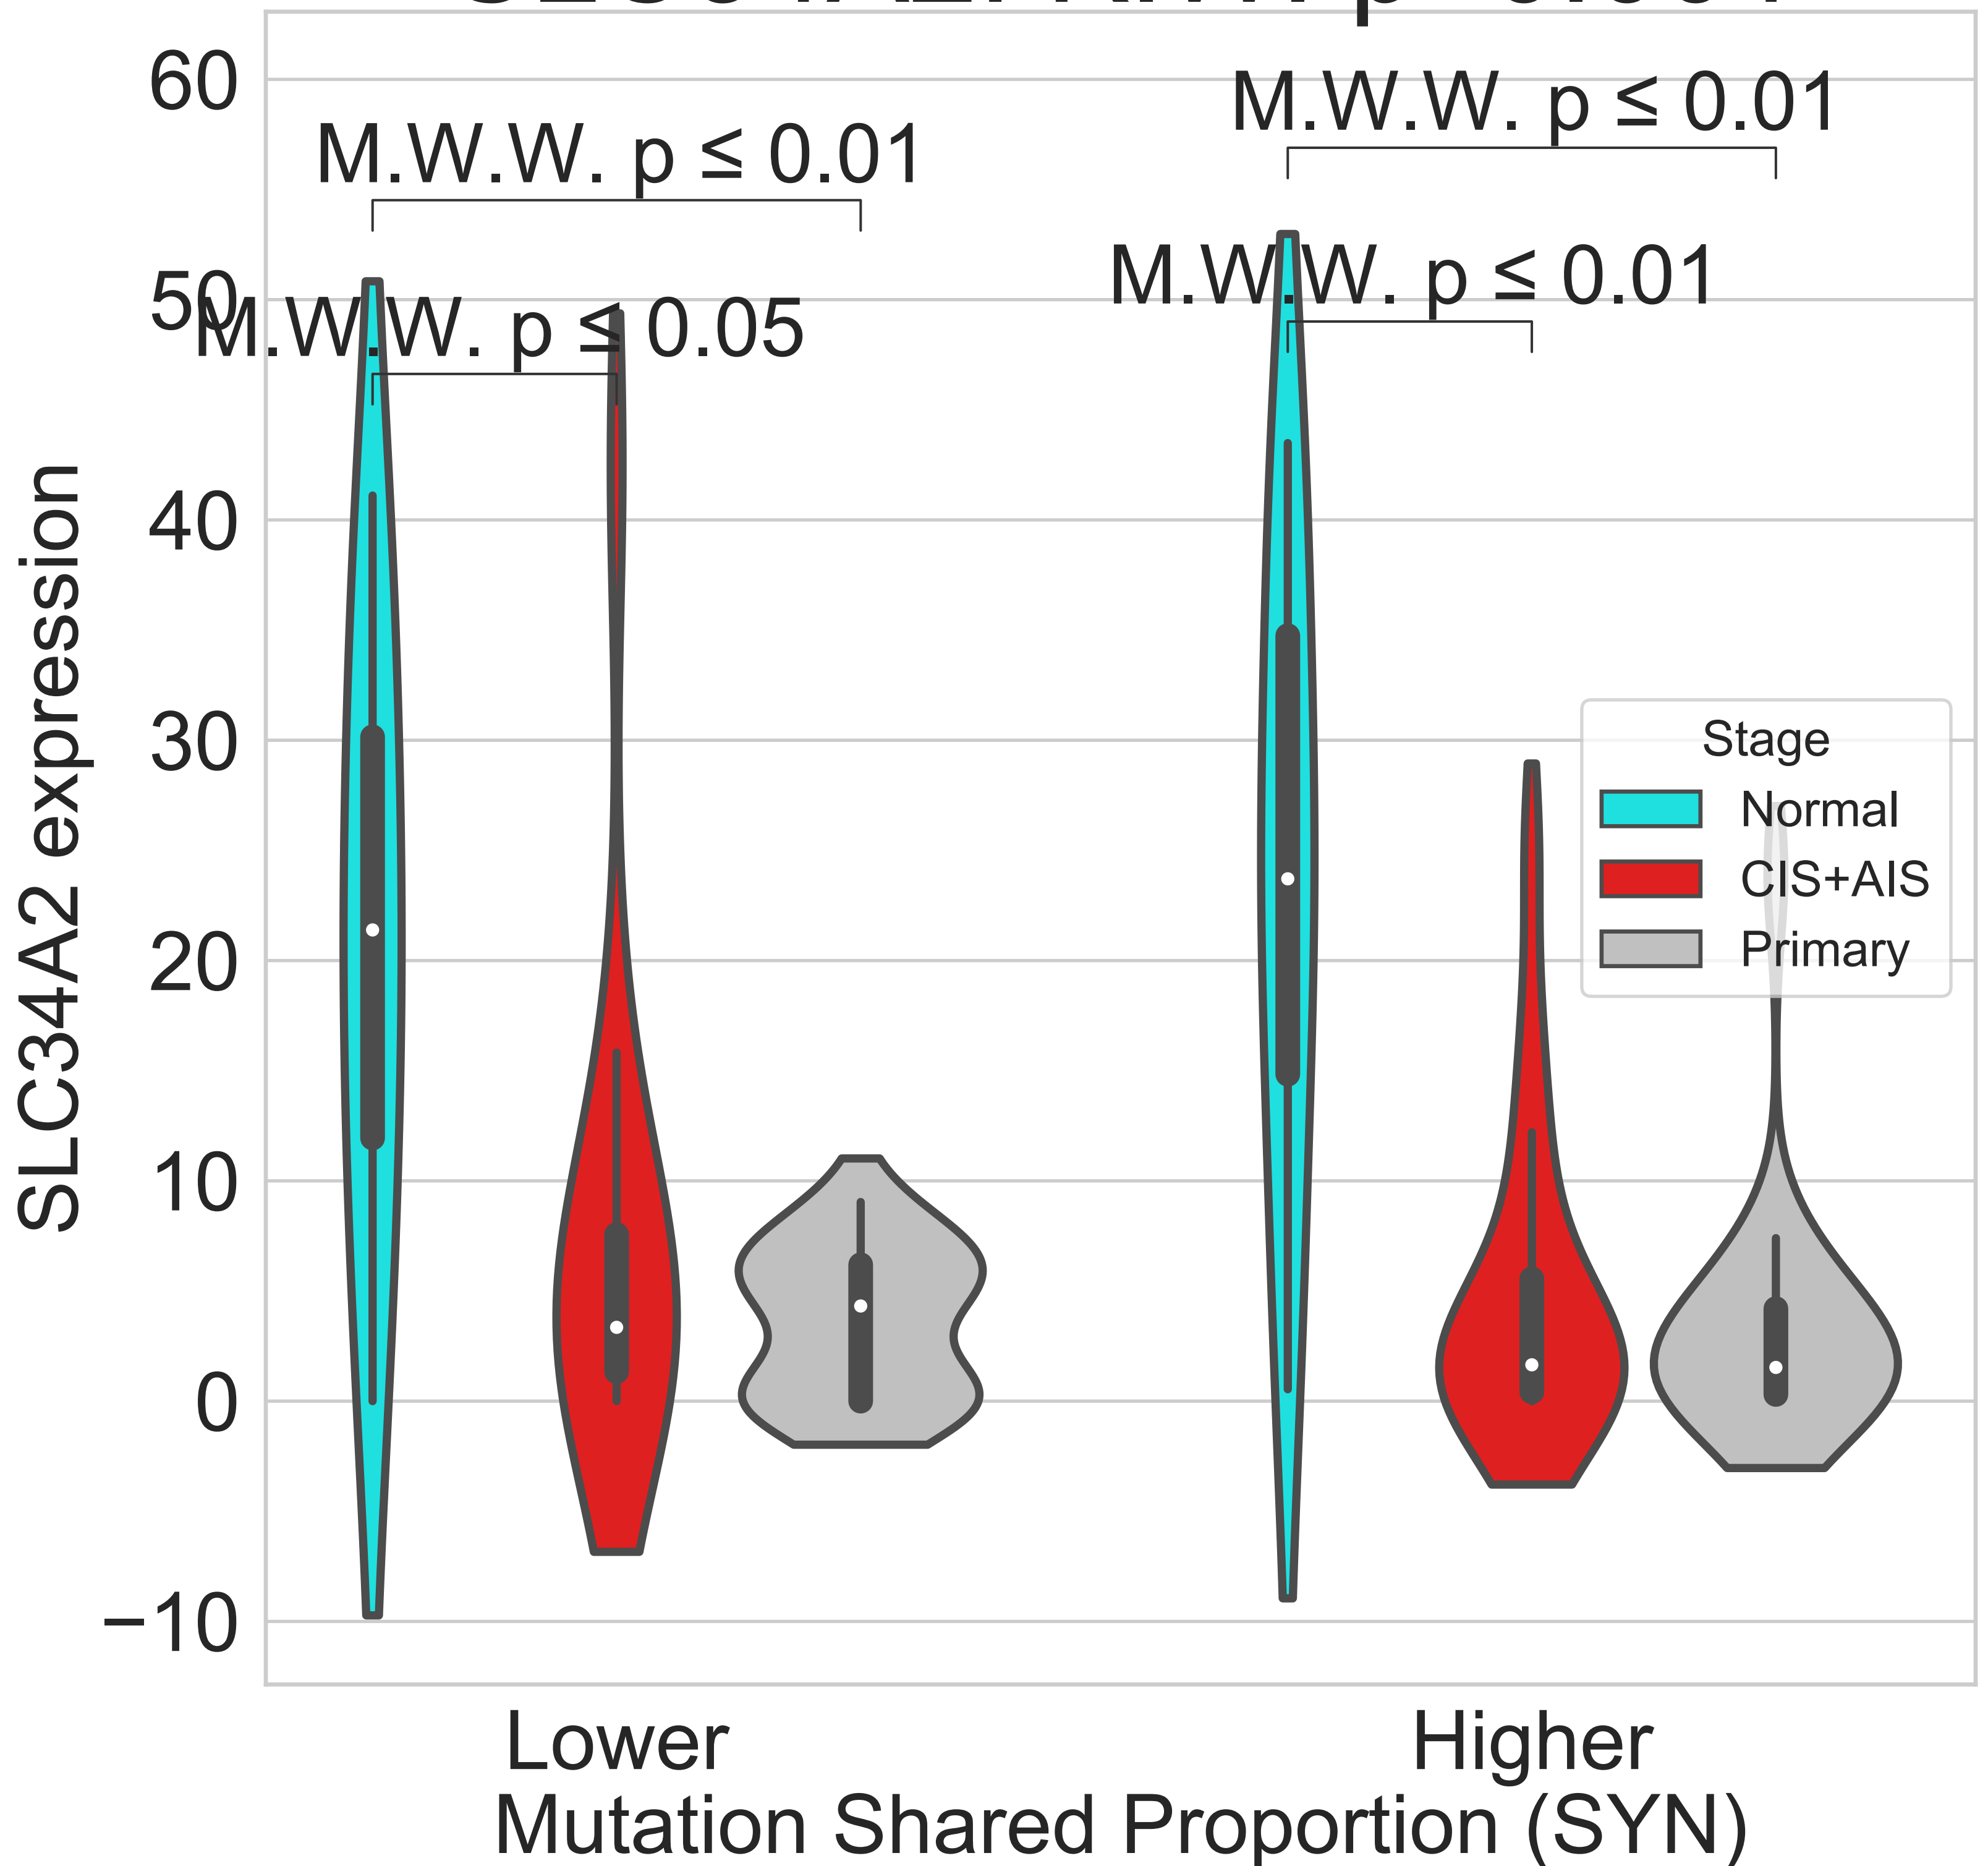 60
50
40
30
20
10
0
−10
SLC34A2 expression
M.W.W. p ≤ 0.01
M.W.W. p ≤ 0.01
M.W.W. p ≤ 0.01
M.W.W. p ≤ 0.05
Stage
Normal
CIS+AIS
Primary
Lower
Higher
Mutation Shared Proportion (SYN)